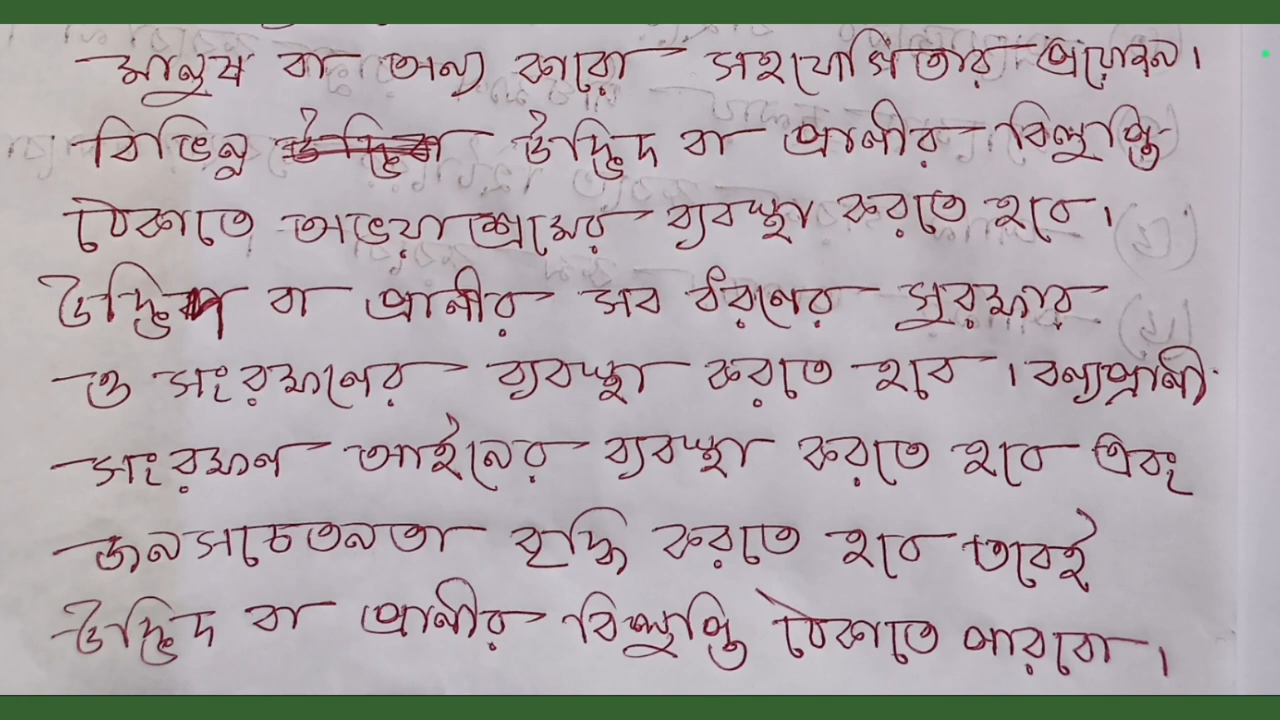 মানুষ বা অন্য কারো সহযোগিতার প্রয়োজন।
বিভিন্ন উদ্ভিদ বা প্রাণীর বিলুপ্তি
ঠেকাতে অভয়াশ্রমের ব্যবস্থা করতে হবে।
উদ্ভিদ বা প্রাণীর সব ধরণের সুরক্ষার
ও সংরক্ষণের ব্যবস্থা করতে হবে। বন্যপ্রাণী
সংরক্ষণ আইনের ব্যবস্থা করতে হবে এবং
জনসচেতনতা বৃদ্ধি করতে হবে তবেই
উদ্ভিদ বা প্রাণীর বিলুপ্তি ঠেকাতে পারবো।